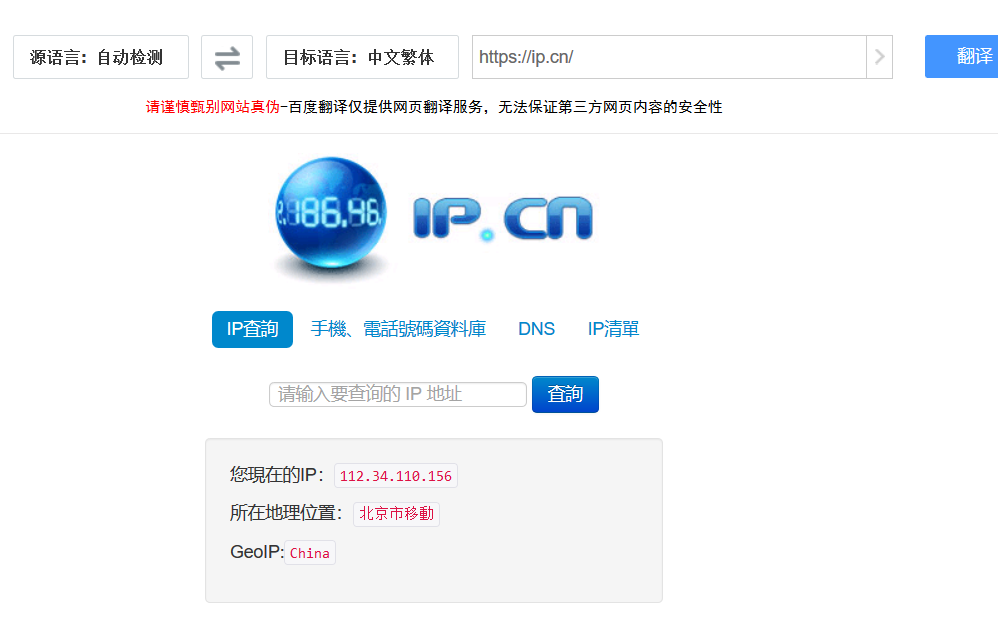 源语言：自动检测 目标语言：中文繁体 https://ip.cn/ 翻译
请谨慎甄别网站真伪-百度翻译仅提供网页翻译服务，无法保证第三方网页内容的安全性
2.186.46. IP.CN
IP查詢 手機、電話號碼資料庫 DNS IP清單
请输入要查询的 IP 地址 查詢
您現在的IP： 112.34.110.156
所在地理位置： 北京市移動
GeoIP: China